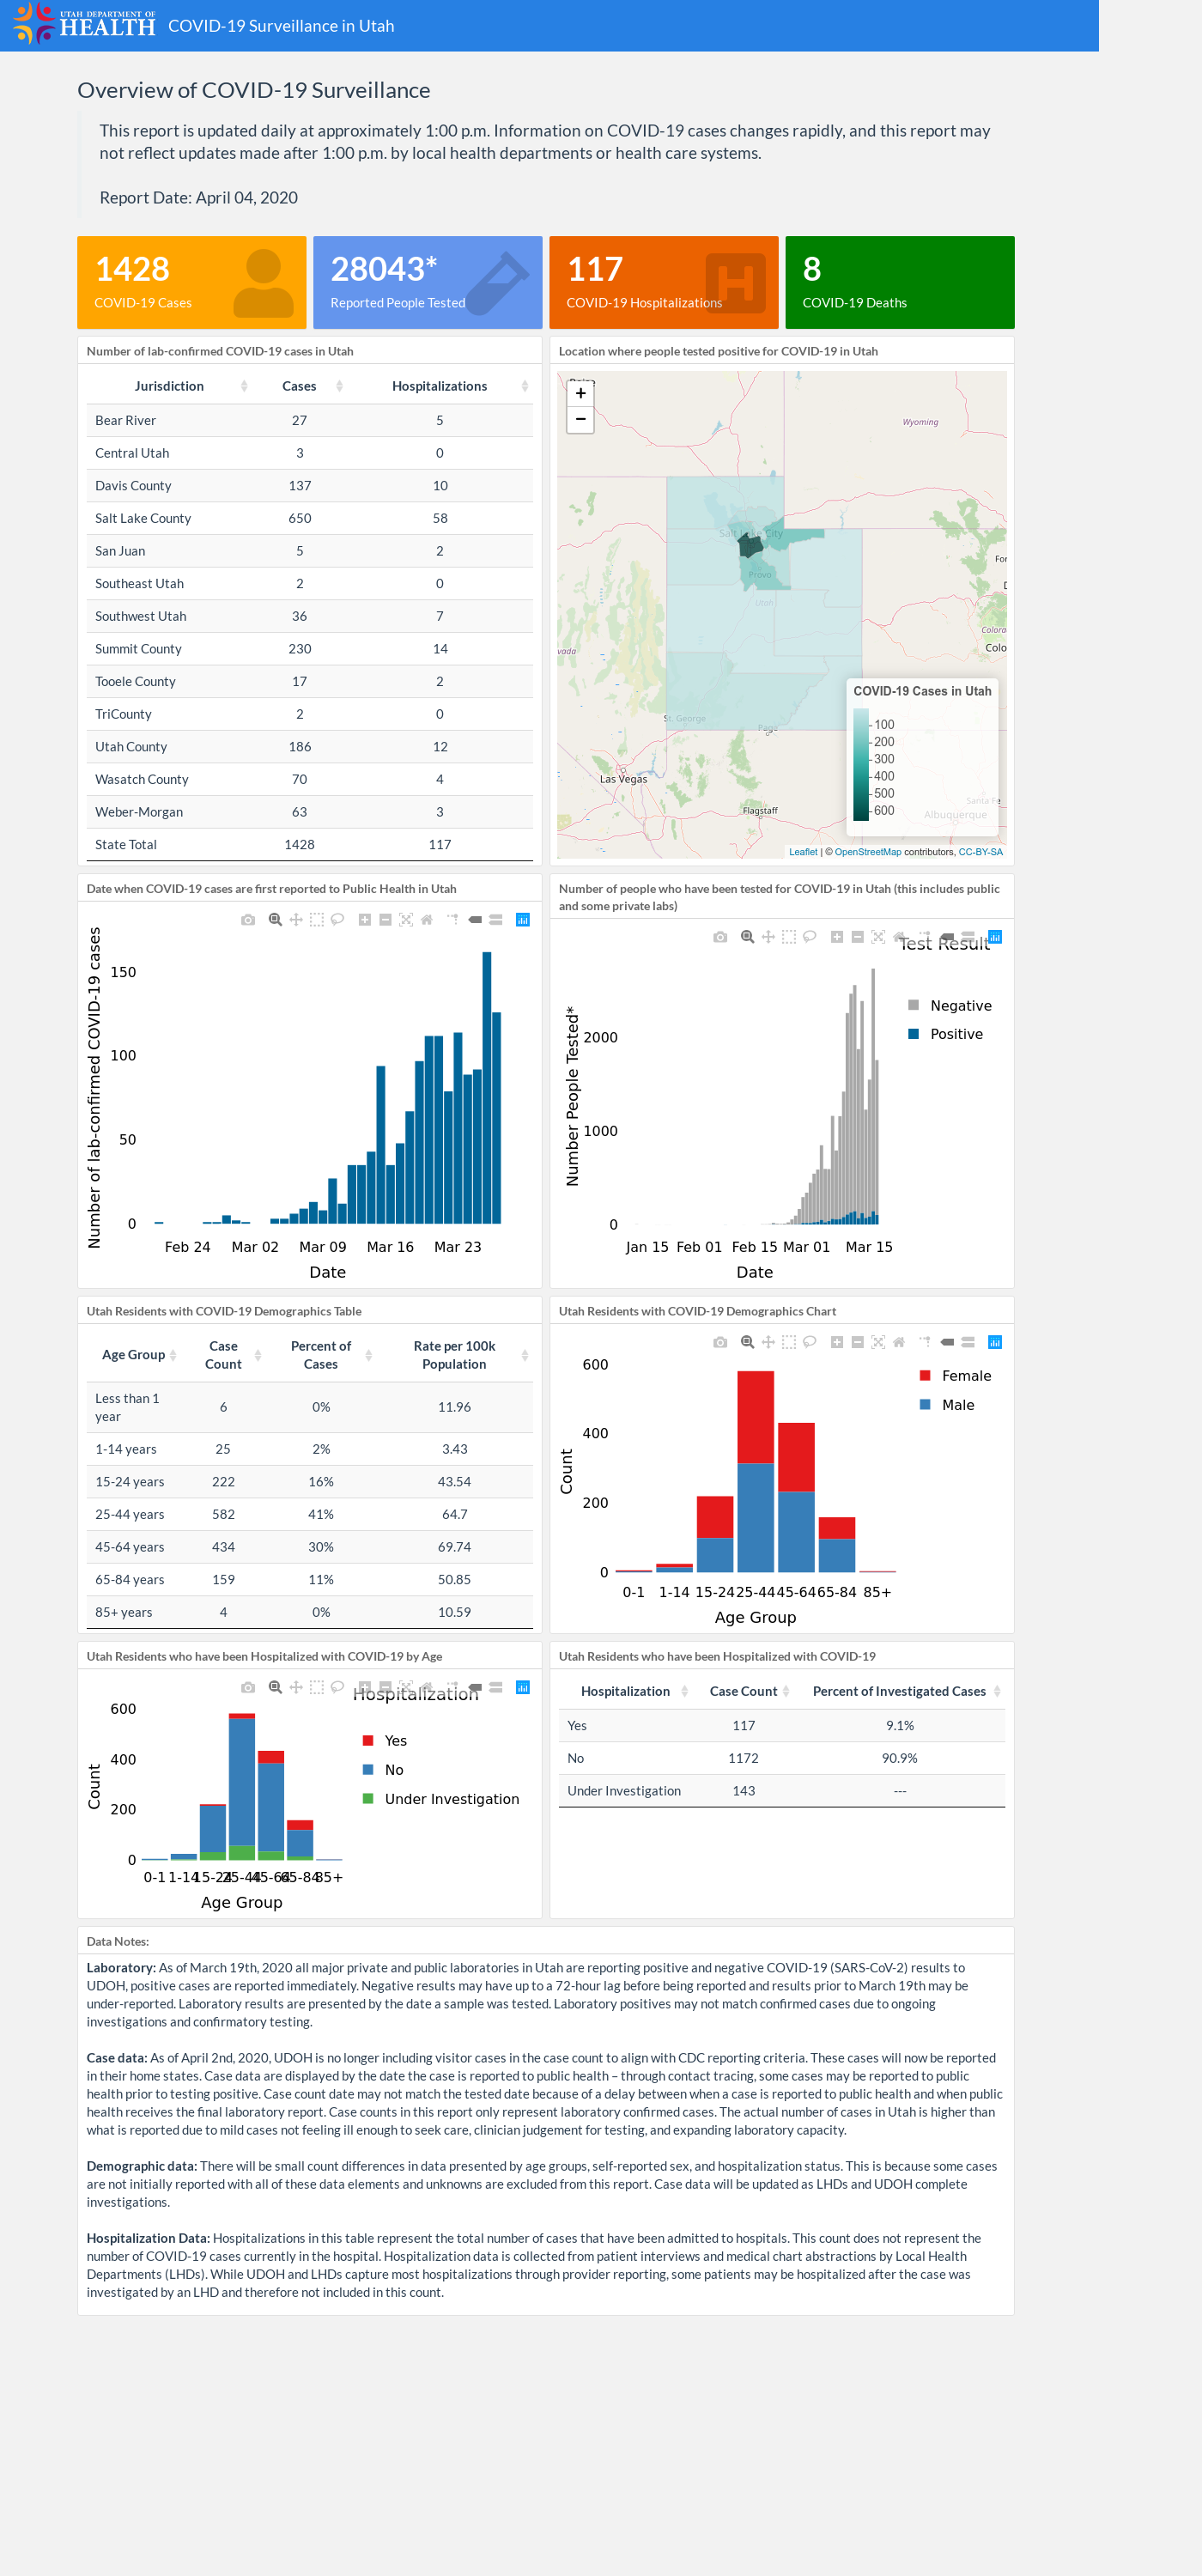 UTAH DEPARTMENT OF
HEALTH
COVID-19 Surveillance in Utah
Overview of COVID-19 Surveillance
This report is updated daily at approximately 1:00 p.m. Information on COVID-19 cases changes rapidly, and this report may
not reflect updates made after 1:00 p.m. by local health departments or health care systems.
Report Date: April 04, 2020
1428
COVID-19 Cases
28043*
Reported People Tested
H
117
COVID-19 Hospitalizations
8
COVID-19 Deaths
Number of lab-confirmed COVID-19 cases in Utah
Jurisdiction Cases Hospitalizations
Bear River 27 5
Central Utah 3 0
Davis County 137 10
Salt Lake County 650 58
San Juan 5 2
Southeast Utah 2 0
Southwest Utah 36 7
Summit County 230 14
Tooele County 17 2
TriCounty 2 0
Utah County 186 12
Wasatch County 70 4
Weber-Morgan 63 3
State Total 1428 117
Location where people tested positive for COVID-19 in Utah
+
−
Wyoming
Salt Lake City
Provo
Utah
For
Colora
Colo
vada
St. George
Page
Las Vegas
Flagstaff
Santa Fe
Albuquerque
COVID-19 Cases in Utah
100
200
300
400
500
600
Leaflet | © OpenStreetMap contributors, CC-BY-SA
Date when COVID-19 cases are first reported to Public Health in Utah
Number of lab-confirmed COVID-19 cases
150
100
50
0
Feb 24 Mar 02 Mar 09 Mar 16 Mar 23
Date
Number of people who have been tested for COVID-19 in Utah (this includes public
and some private labs)
Test Result
Negative
Positive
Number People Tested*
2000
1000
0
Jan 15 Feb 01 Feb 15 Mar 01 Mar 15
Date
Utah Residents with COVID-19 Demographics Table
Age Group Case Count Percent of Cases Rate per 100k Population
Less than 1 year 6 0% 11.96
1-14 years 25 2% 3.43
15-24 years 222 16% 43.54
25-44 years 582 41% 64.7
45-64 years 434 30% 69.74
65-84 years 159 11% 50.85
85+ years 4 0% 10.59
Utah Residents with COVID-19 Demographics Chart
Female
Male
Count
600
400
200
0
0-1 1-14 15-24 25-44 45-64 65-84 85+
Age Group
Utah Residents who have been Hospitalized with COVID-19 by Age
Hospitalization
Yes
No
Under Investigation
Count
600
400
200
0
0-1 1-14 15-24 25-44 45-64 65-84 85+
Age Group
Utah Residents who have been Hospitalized with COVID-19
Hospitalization Case Count Percent of Investigated Cases
Yes 117 9.1%
No 1172 90.9%
Under Investigation 143 ---
Data Notes:
Laboratory: As of March 19th, 2020 all major private and public laboratories in Utah are reporting positive and negative COVID-19 (SARS-CoV-2) results to
UDOH, positive cases are reported immediately. Negative results may have up to a 72-hour lag before being reported and results prior to March 19th may be
under-reported. Laboratory results are presented by the date a sample was tested. Laboratory positives may not match confirmed cases due to ongoing
investigations and confirmatory testing.
Case data: As of April 2nd, 2020, UDOH is no longer including visitor cases in the case count to align with CDC reporting criteria. These cases will now be reported
in their home states. Case data are displayed by the date the case is reported to public health – through contact tracing, some cases may be reported to public
health prior to testing positive. Case count date may not match the tested date because of a delay between when a case is reported to public health and when public
health receives the final laboratory report. Case counts in this report only represent laboratory confirmed cases. The actual number of cases in Utah is higher than
what is reported due to mild cases not feeling ill enough to seek care, clinician judgement for testing, and expanding laboratory capacity.
Demographic data: There will be small count differences in data presented by age groups, self-reported sex, and hospitalization status. This is because some cases
are not initially reported with all of these data elements and unknowns are excluded from this report. Case data will be updated as LHDs and UDOH complete
investigations.
Hospitalization Data: Hospitalizations in this table represent the total number of cases that have been admitted to hospitals. This count does not represent the
number of COVID-19 cases currently in the hospital. Hospitalization data is collected from patient interviews and medical chart abstractions by Local Health
Departments (LHDs). While UDOH and LHDs capture most hospitalizations through provider reporting, some patients may be hospitalized after the case was
investigated by an LHD and therefore not included in this count.